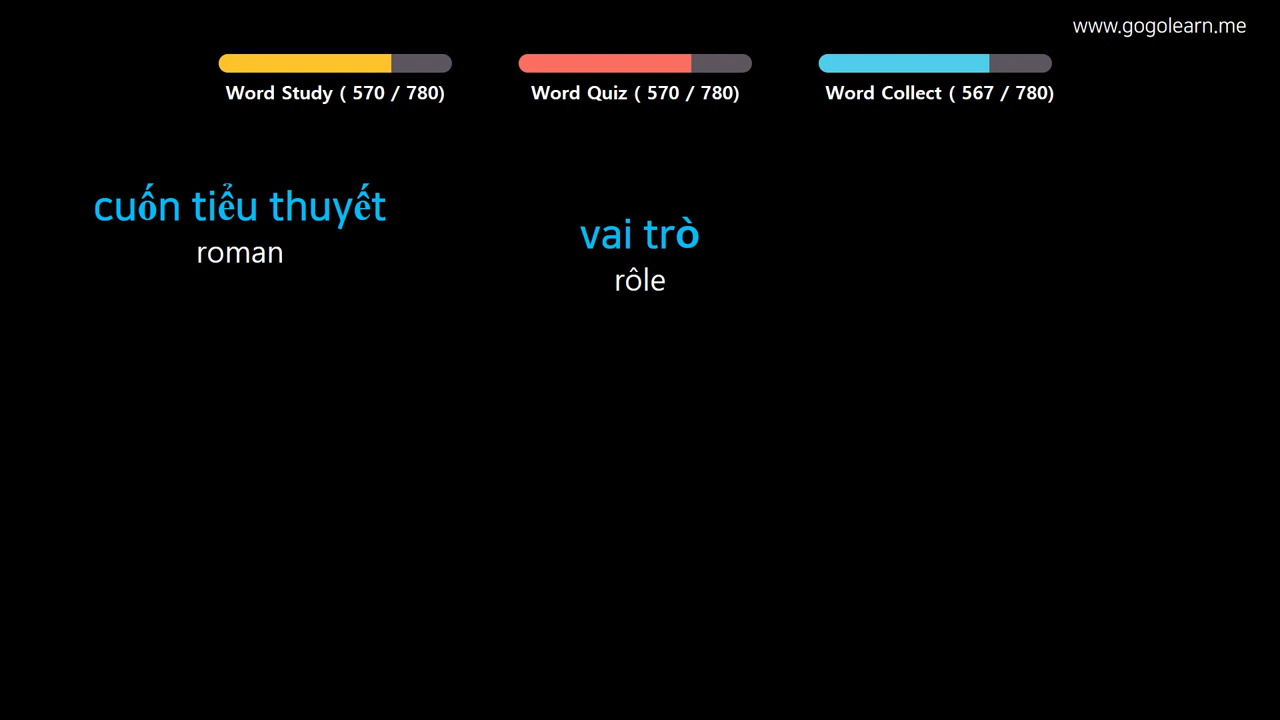 www.gogolearn.me
Word Study ( 570 / 780)
Word Quiz ( 570 / 780)
Word Collect ( 567 / 780)
cuốn tiểu thuyết
roman
vai trò
rôle